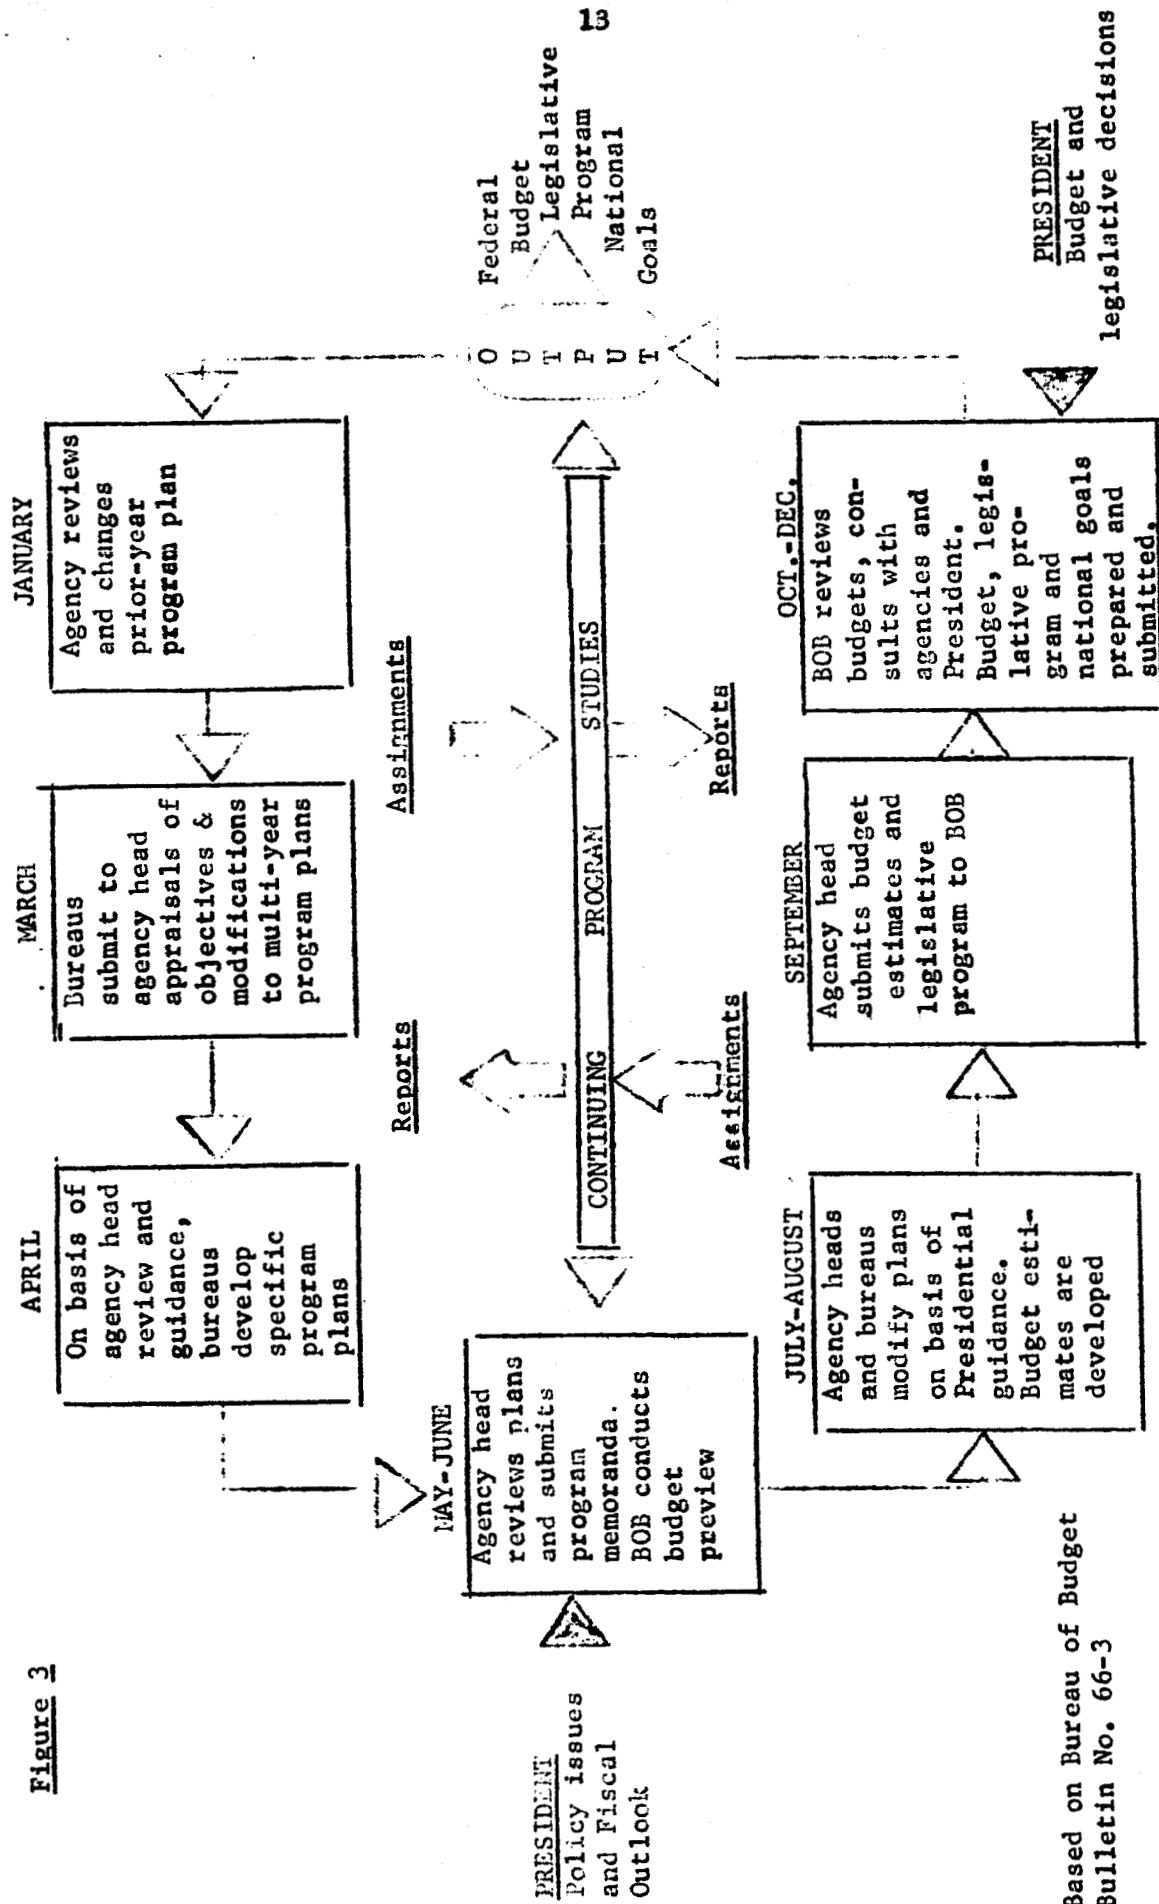 13
Figure 3
JANUARY
Agency reviews
and changes
prior-year
program plan
MARCH
Bureaus
submit to
agency head
appraisals of
objectives &
modifications
to multi-year
program plans
APRIL
On basis of
agency head
review and
guidance,
bureaus
develop
specific
program
plans
MAY-JUNE
Agency head
reviews plans
and submits
program
memoranda.
BOB conducts
budget
preview
PRESIDENT
Policy issues
and Fiscal
Outlook
JULY-AUGUST
Agency heads
and bureaus
modify plans
on basis of
Presidential
guidance.
Budget esti-
mates are
developed
SEPTEMBER
Agency head
submits budget
estimates and
legislative
program to BOB
OCT.-DEC.
BOB reviews
budgets, con-
sults with
agencies and
President.
Budget, legis-
lative pro-
gram and
national goals
prepared and
submitted.
PRESIDENT
Budget and
legislative decisions
OUTPUT
Federal
Budget
Legislative
Program
National
Goals
Reports
Assignments
CONTINUING PROGRAM STUDIES
Assignments
Reports
Based on Bureau of Budget
Bulletin No. 66-3